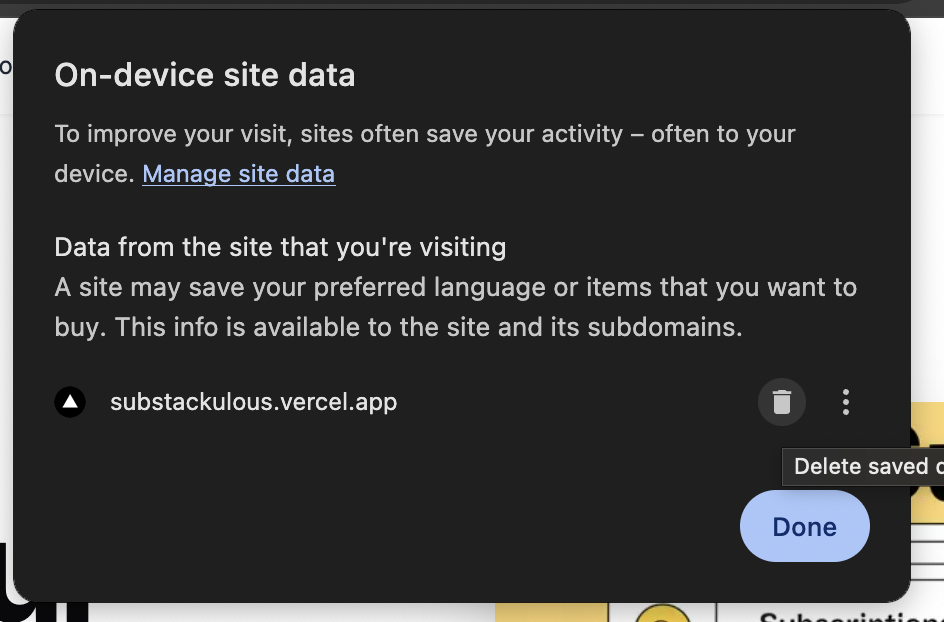 On-device site data
To improve your visit, sites often save your activity – often to your
device. Manage site data
Data from the site that you're visiting
A site may save your preferred language or items that you want to
buy. This info is available to the site and its subdomains.
substackulous.vercel.app
Delete saved
Done